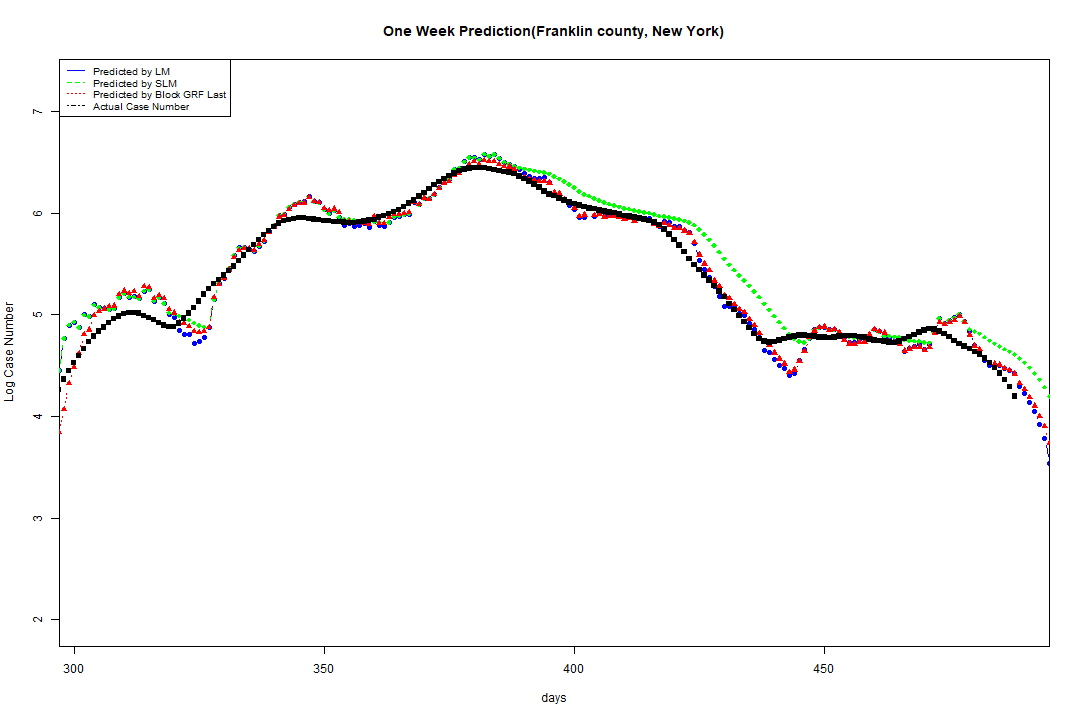 One Week Prediction(Franklin county, New York)
Predicted by LM
Predicted by SLM
Predicted by Block GRF Last
Actual Case Number
7
6
5
4
3
2
Log Case Number
300 350 400 450
days